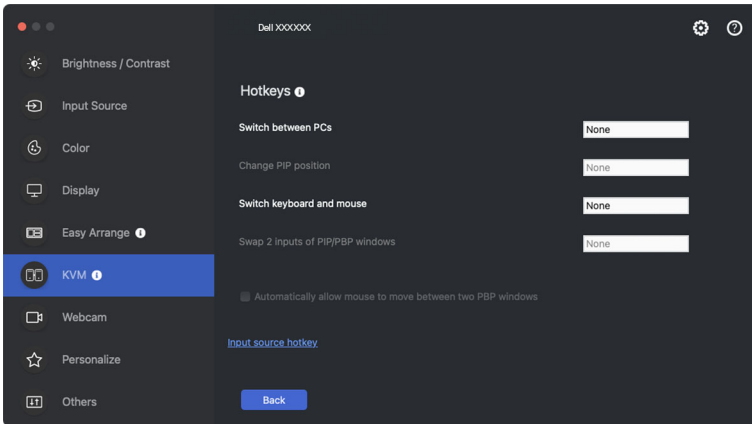 Dell XXXXXX
Brightness / Contrast
Input Source
Color
Display
Easy Arrange
KVM
Webcam
Personalize
Others
Hotkeys
Switch between PCs
None
Change PIP position
None
Switch keyboard and mouse
None
Swap 2 inputs of PIP/PBP windows
None
Automatically allow mouse to move between two PBP windows
Input source hotkey
Back